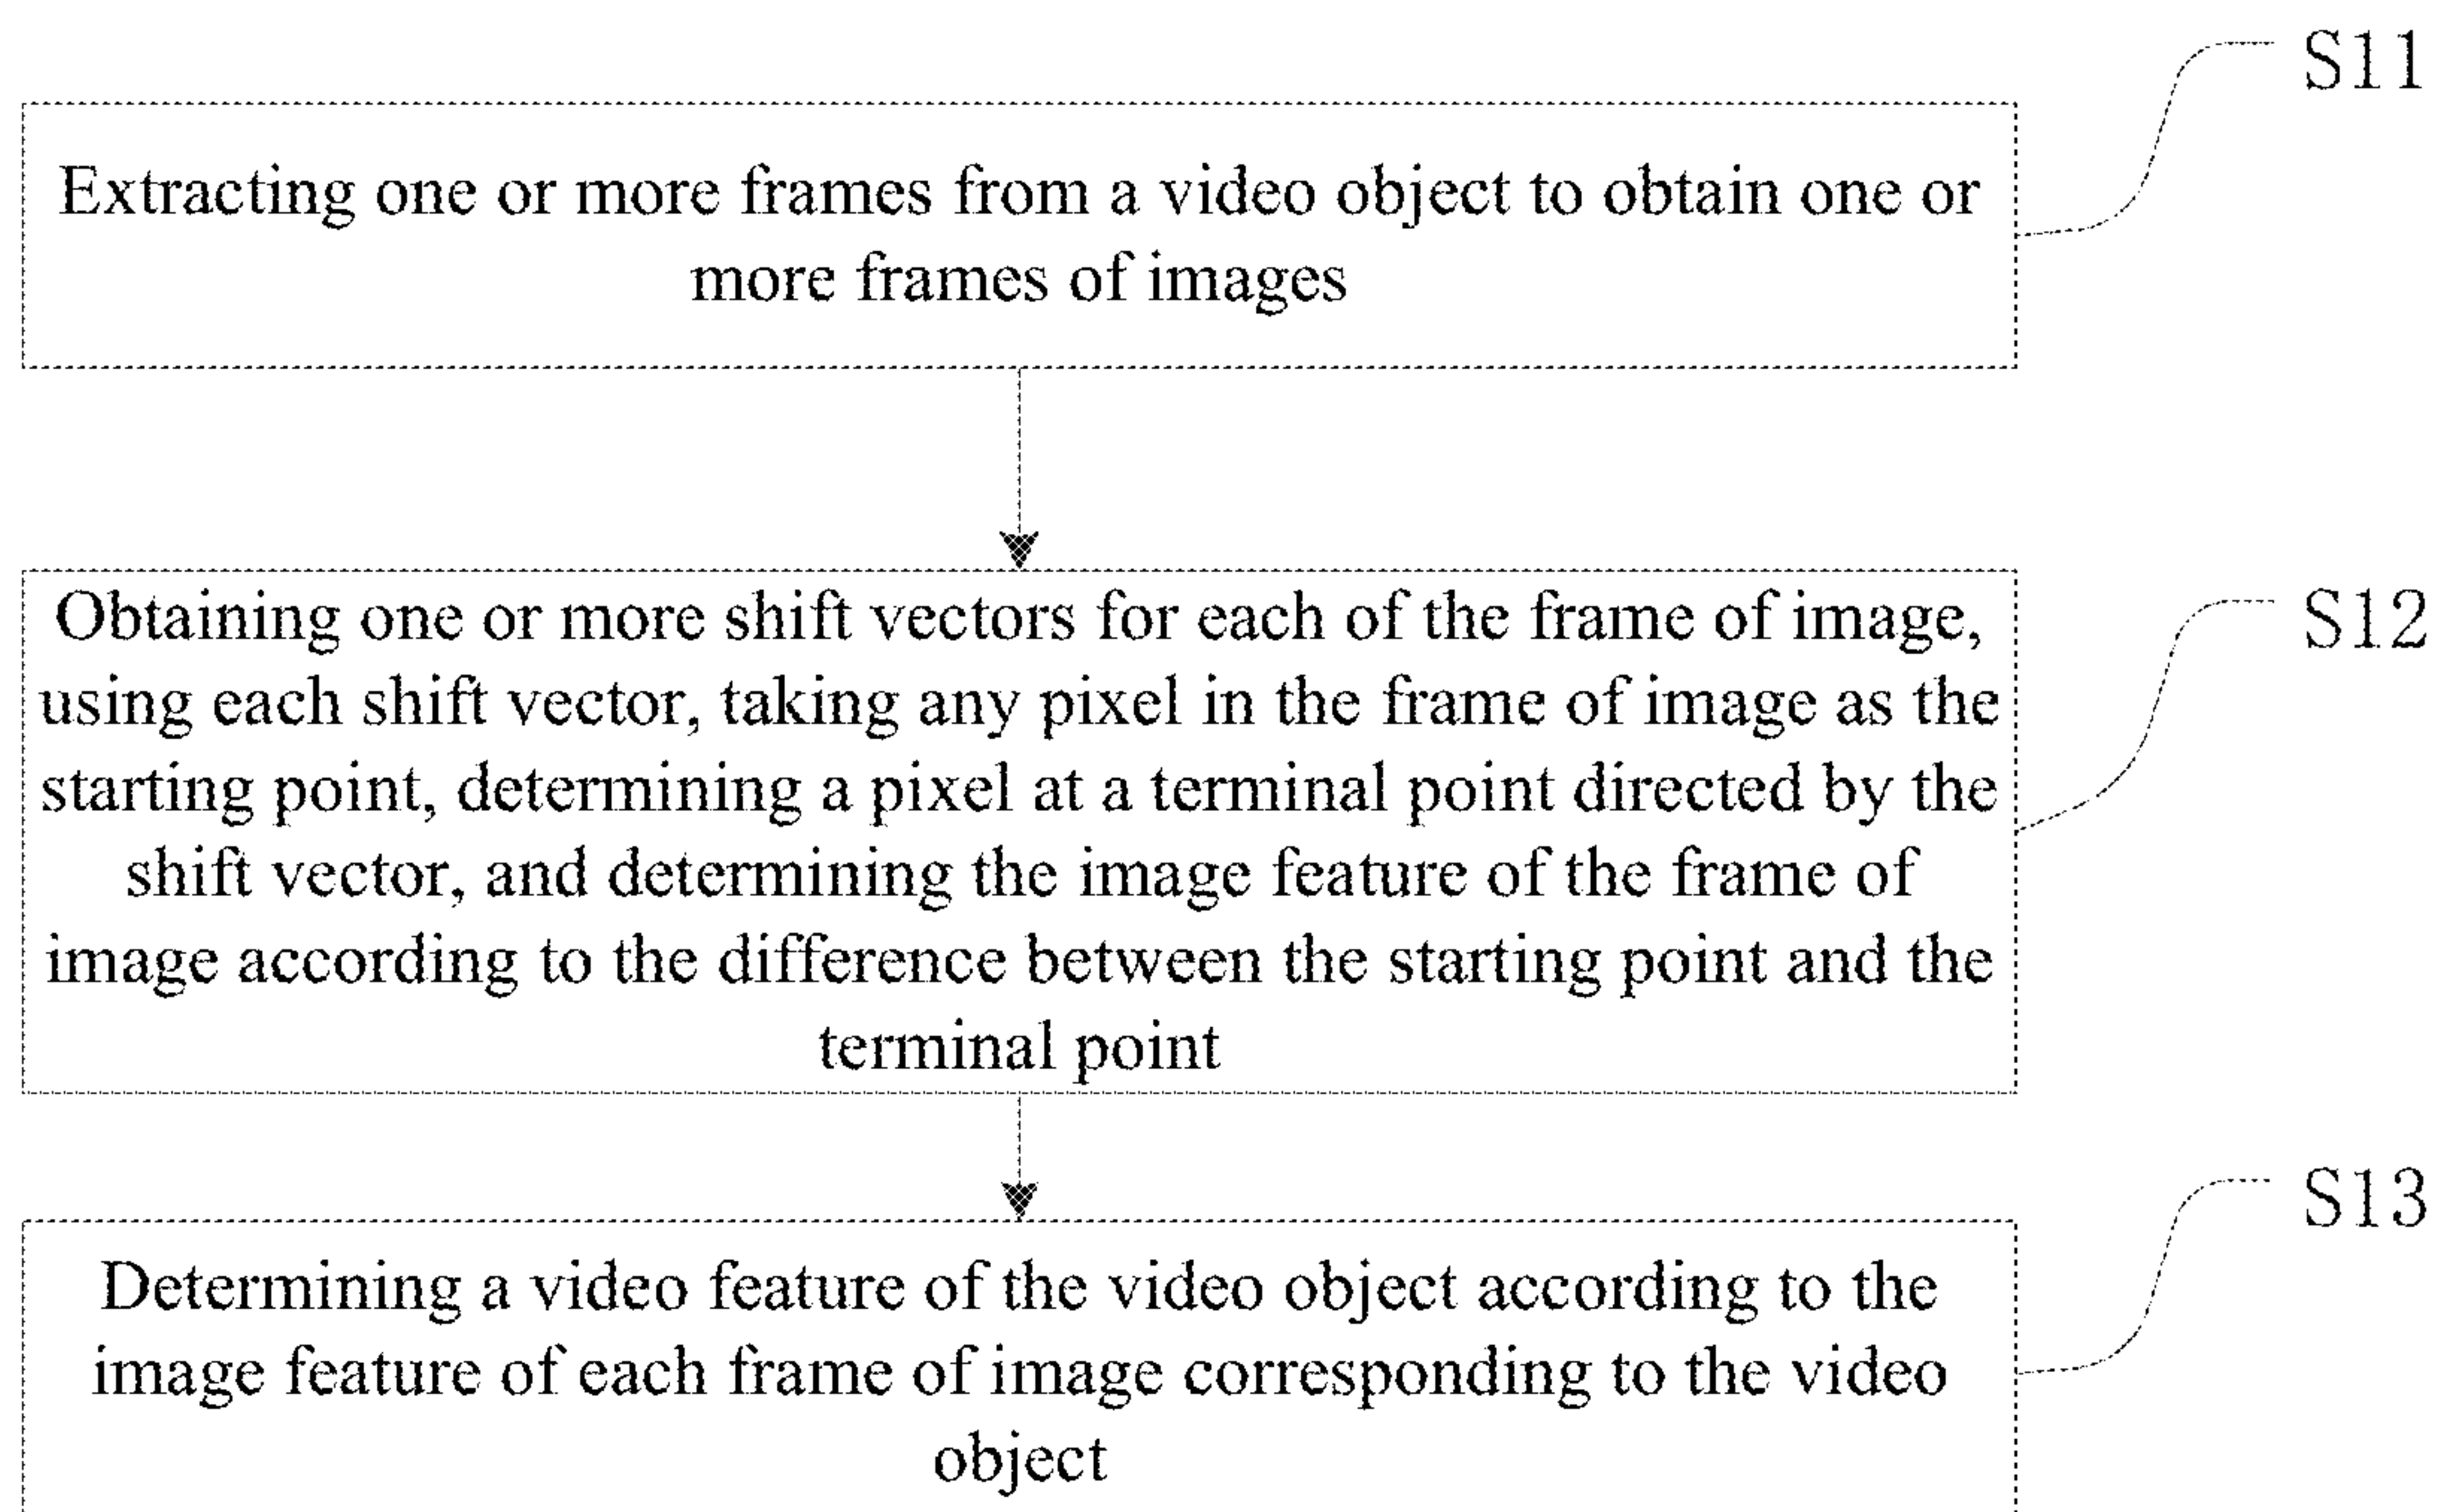 S11
Extracting one or more frames from a video object to obtain one or
more frames of images
S12
Obtaining one or more shift vectors for each of the frame of image,
using each shift vector, taking any pixel in the frame of image as the
starting point, determining a pixel at a terminal point directed by the
shift vector, and determining the image feature of the frame of
image according to the difference between the starting point and the
terminal point
S13
Determining a video feature of the video object according to the
image feature of each frame of image corresponding to the video
object